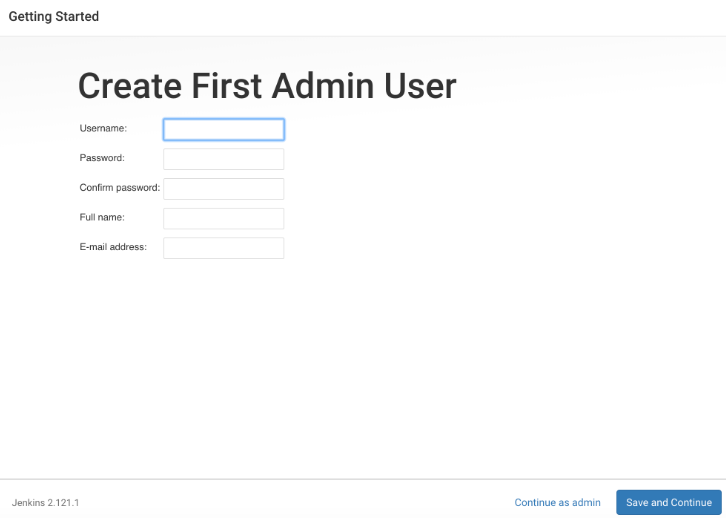 Getting Started
Create First Admin User
Username:
Password:
Confirm password:
Full name:
E-mail address:
Jenkins 2.121.1
Continue as admin
Save and Continue